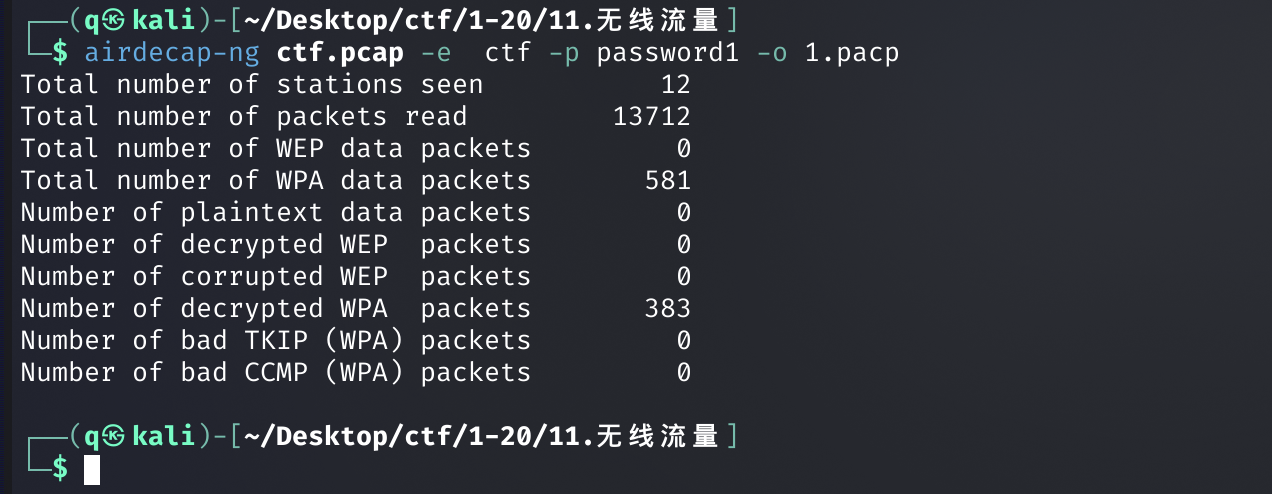 ┌──(q㉿kali)-[~/Desktop/ctf/1-20/11.无线流量]
└─$ airdecap-ng ctf.pcap -e  ctf -p password1 -o 1.pacp
Total number of stations seen           12
Total number of packets read         13712
Total number of WEP data packets         0
Total number of WPA data packets       581
Number of plaintext data packets         0
Number of decrypted WEP  packets         0
Number of corrupted WEP  packets         0
Number of decrypted WPA  packets       383
Number of bad TKIP (WPA) packets         0
Number of bad CCMP (WPA) packets         0
┌──(q㉿kali)-[~/Desktop/ctf/1-20/11.无线流量]
└─$